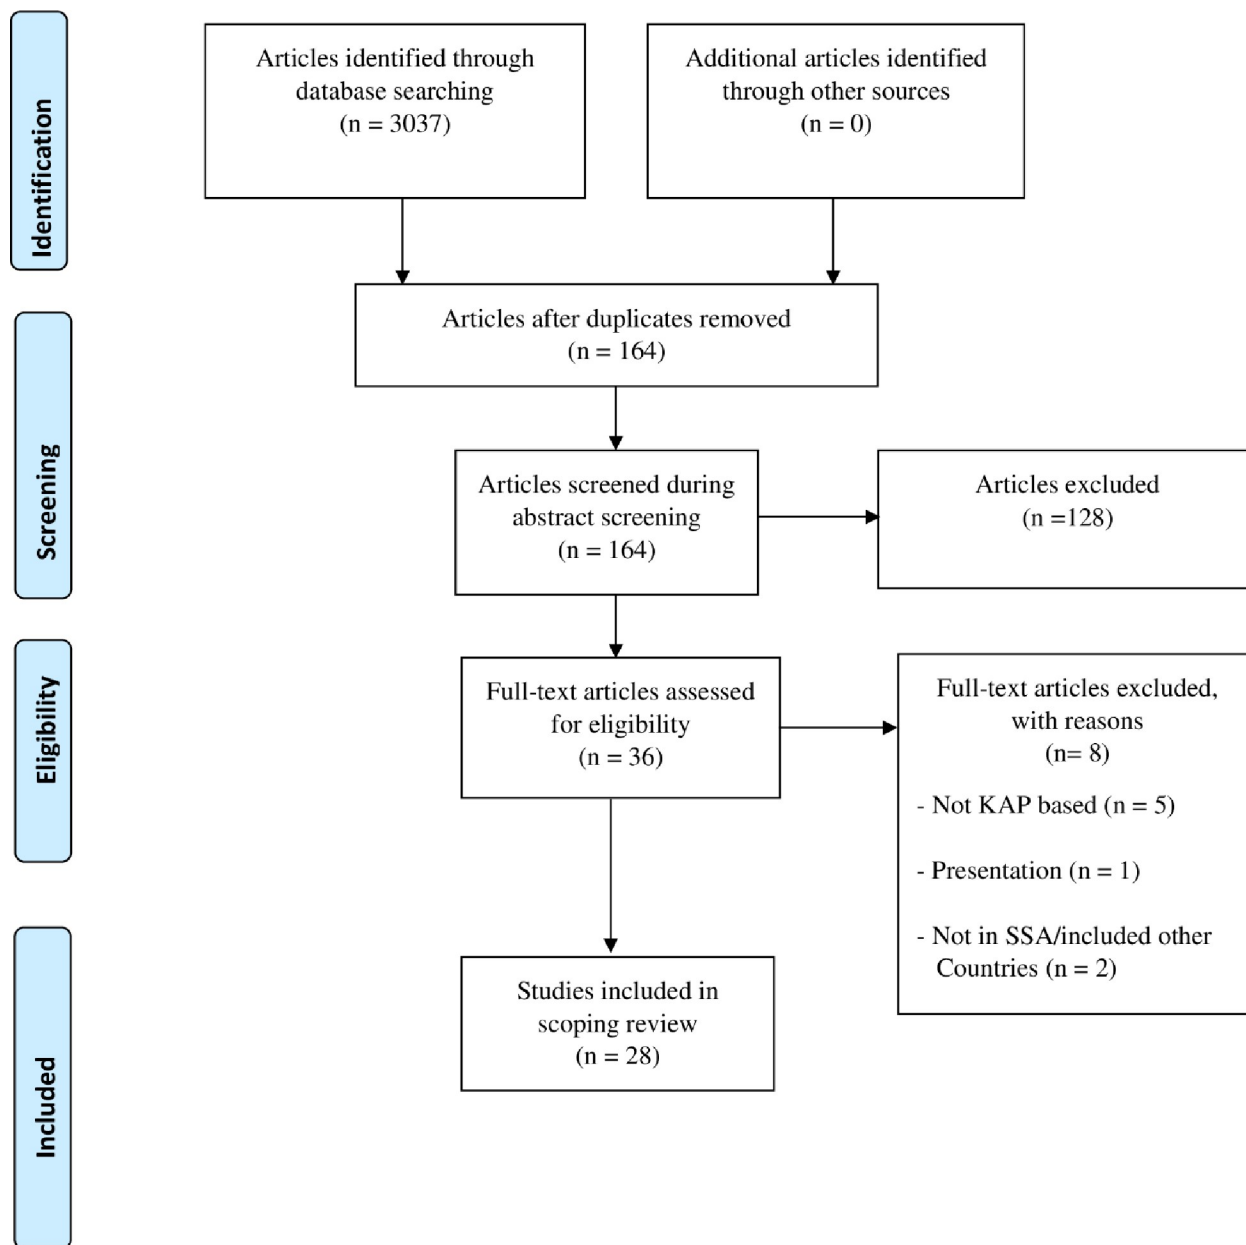 Identification
Articles identified through
database searching
(n = 3037)
Additional articles identified
through other sources
(n = 0)
Articles after duplicates removed
(n = 164)
Screening
Articles screened during
abstract screening
(n = 164)
Articles excluded
(n =128)
Eligibility
Full-text articles assessed
for eligibility
(n = 36)
Full-text articles excluded,
with reasons
(n= 8)
- Not KAP based (n = 5)
- Presentation (n = 1)
- Not in SSA/included other
Countries (n = 2)
Included
Studies included in
scoping review
(n = 28)